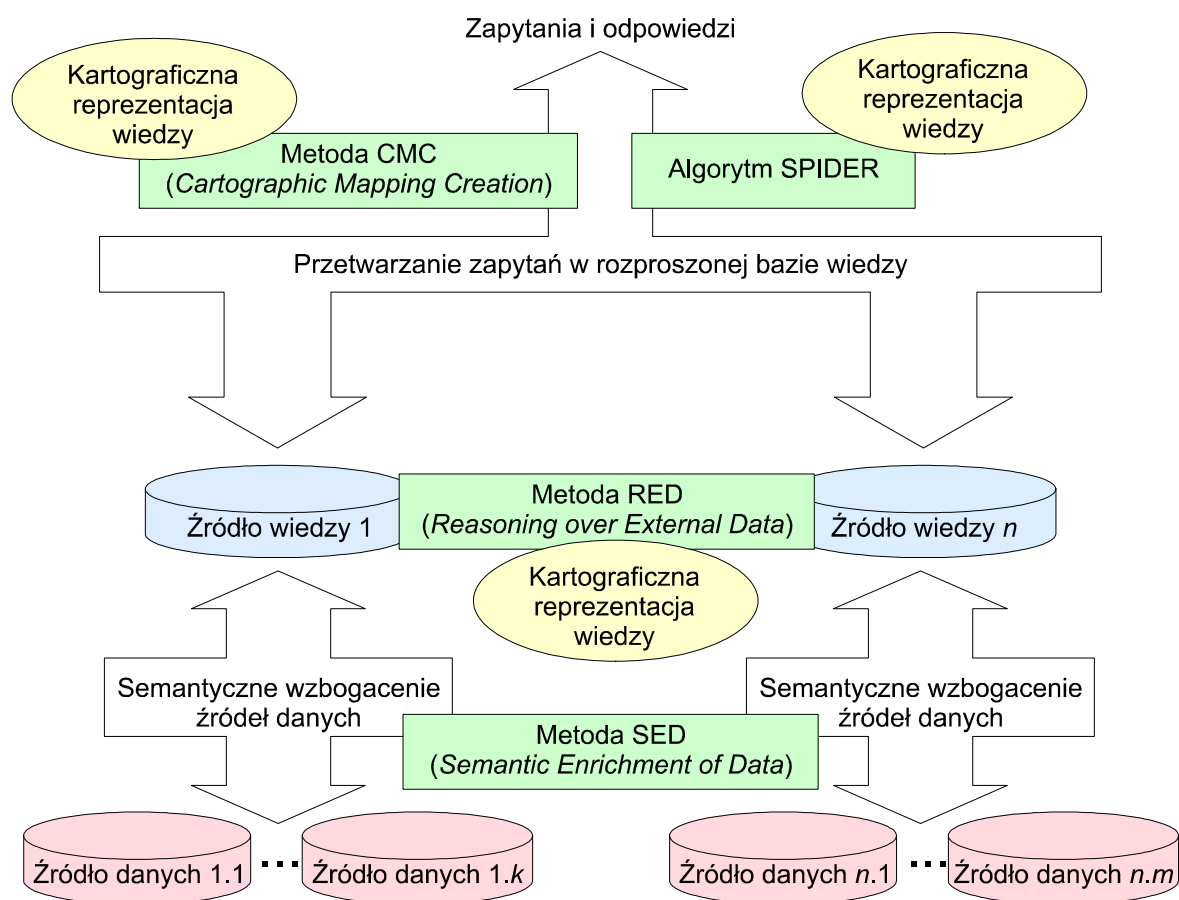 Zapytania i odpowiedzi
Kartograficzna
reprezentacja
wiedzy
Kartograficzna
reprezentacja
wiedzy
Metoda CMC
(Cartographic Mapping Creation)
Algorytm SPIDER
Przetwarzanie zapytań w rozproszonej bazie wiedzy
Źródło wiedzy 1
Metoda RED
(Reasoning over External Data)
Źródło wiedzy n
Kartograficzna
reprezentacja
wiedzy
Semantyczne wzbogacenie
źródeł danych
Semantyczne wzbogacenie
źródeł danych
Metoda SED
(Semantic Enrichment of Data)
Źródło danych 1.1
Źródło danych 1.k
Źródło danych n.1
Źródło danych n.m